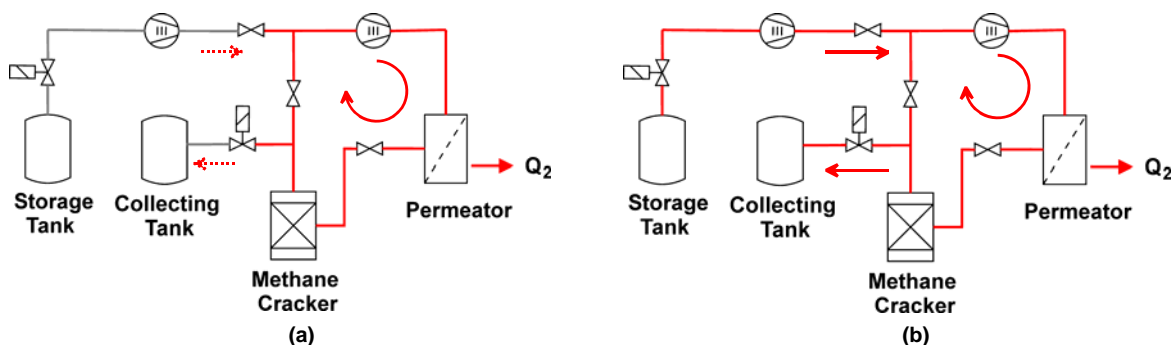 Storage
Tank
Collecting
Tank
Methane
Cracker
Permeator
Q2
(a)
Storage
Tank
Collecting
Tank
Methane
Cracker
Permeator
Q2
(b)